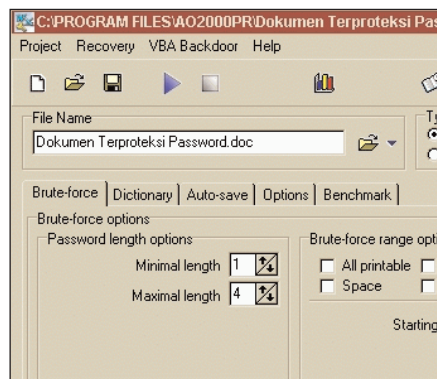 C:\PROGRAM FILES\AO2000PR\Dokumen Terproteksi Pas
Project Recovery VBA Backdoor Help
File Name
Dokumen Terproteksi Password.doc
Brute-force Dictionary Auto-save Options Benchmark
Brute-force options
Password length options
Brute-force range opti
Minimal length 1
All printable
Maximal length 4
Space
Starting